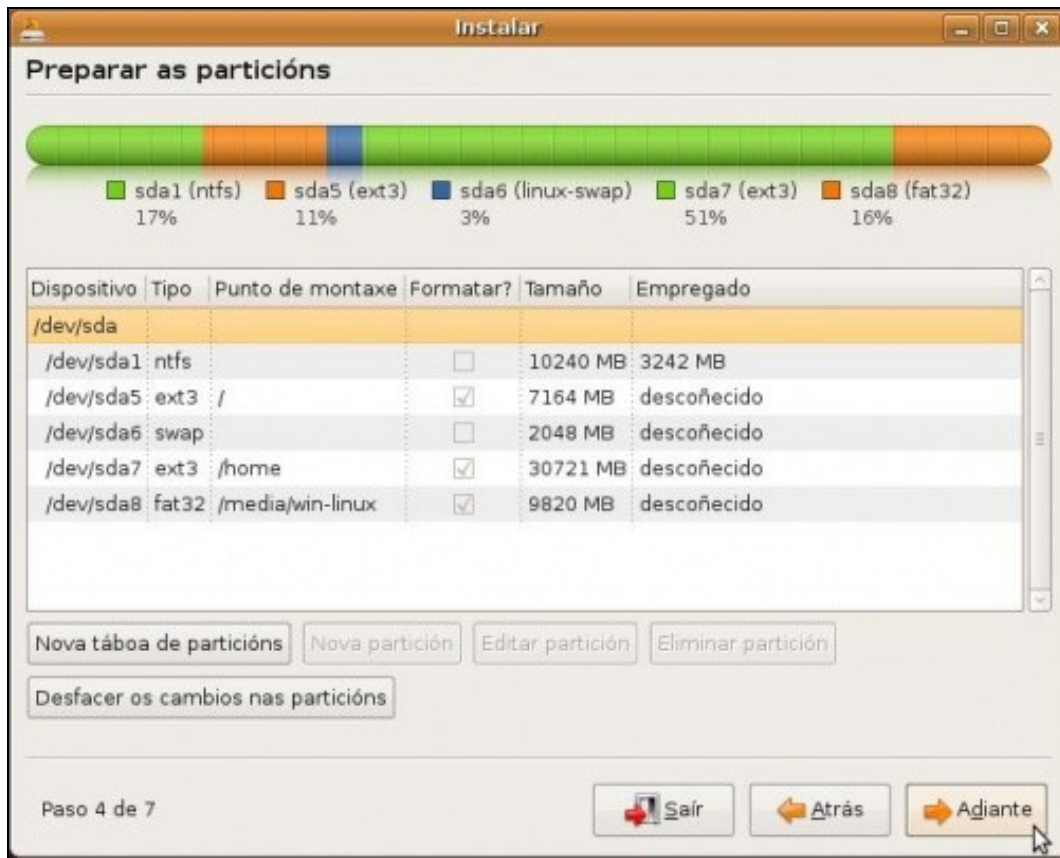 Instalar
Preparar as particións
sda1 (ntfs) sda5 (ext3) sda6 (linux-swap) sda7 (ext3) sda8 (fat32)
17% 11% 3% 51% 16%
Dispositivo Tipo Punto de montaxe Formatar? Tamaño Empregado
/dev/sda
/dev/sda1 ntfs 10240 MB 3242 MB
/dev/sda5 ext3 / 7164 MB descoñecido
/dev/sda6 swap 2048 MB descoñecido
/dev/sda7 ext3 /home 30721 MB descoñecido
/dev/sda8 fat32 /media/win-linux 9820 MB descoñecido
Nova táboa de particións Nova partición Editar partición Eliminar partición
Desfacer os cambios nas particións
Paso 4 de 7 Saír Atrás Adiante